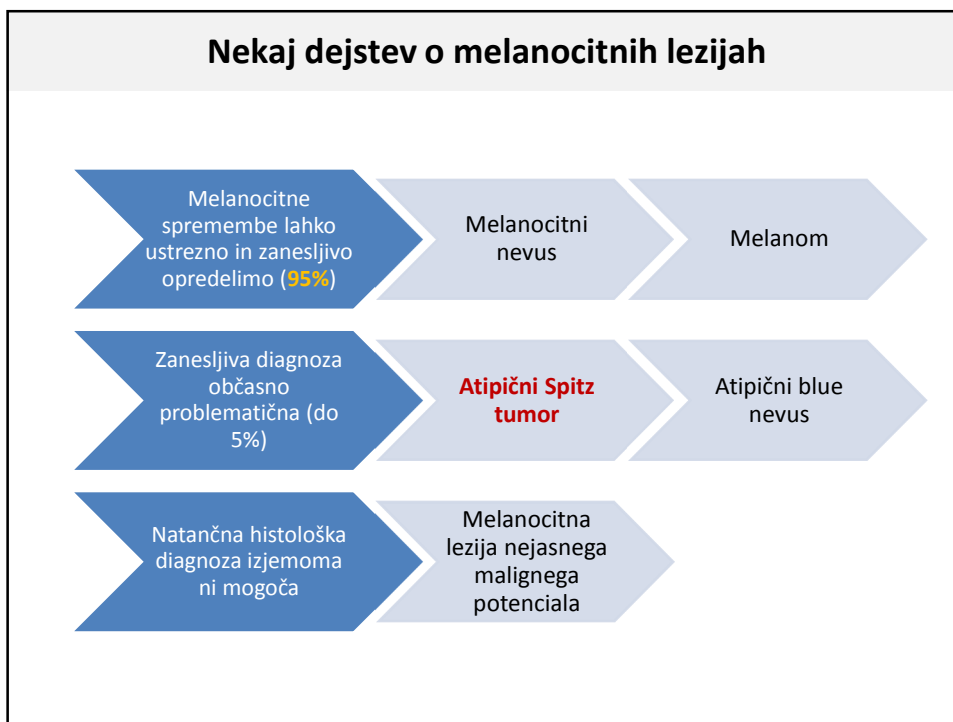 Nekaj dejstev o melanocitnih lezijah
Melanocitne
spremembe lahko
ustrezno in zanesljivo
opredelimo (95%)
Melanocitni
nevus
Melanom
Zanesljiva diagnoza
občasno
problematična (do
5%)
Atipični Spitz
tumor
Atipični blue
nevus
Natančna histološka
diagnoza izjemoma
ni mogoča
Melanocitna
lezija nejasnega
malignega
potenciala